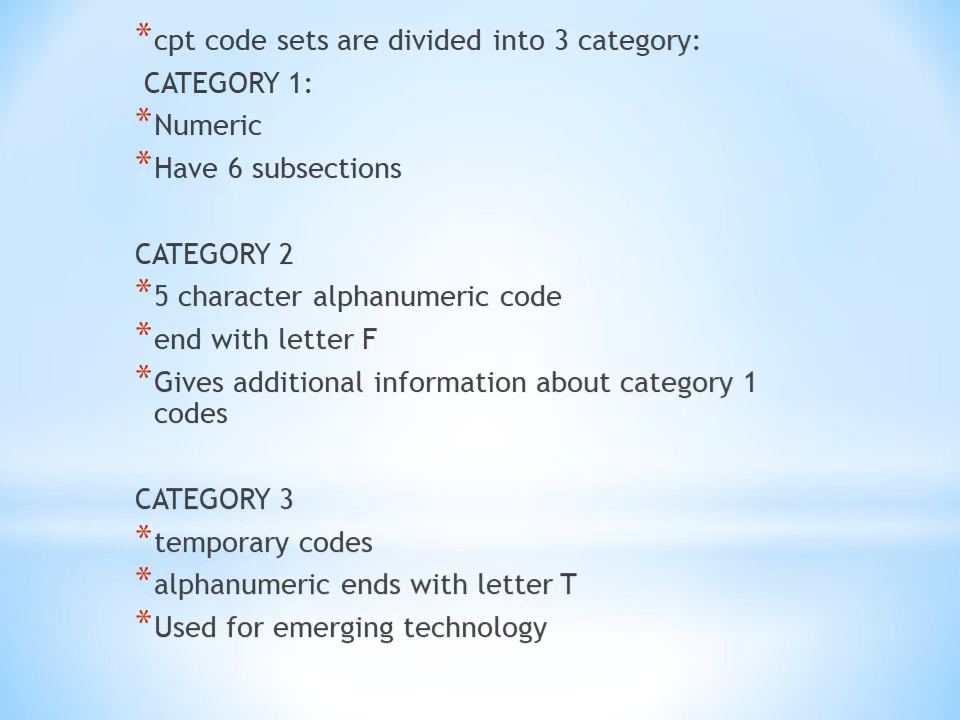 * cpt code sets are divided into 3 category:
CATEGORY 1:
* Numeric
* Have 6 subsections
CATEGORY 2
* 5 character alphanumeric code
* end with letter F
* Gives additional information about category 1
codes
CATEGORY 3
* temporary codes
* alphanumeric ends with letter T
* Used for emerging technology